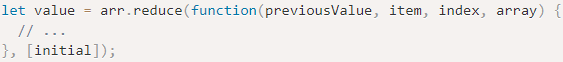 let value = arr.reduce(function(previousValue, item, index, array) {
  // ...
}, [initial]);